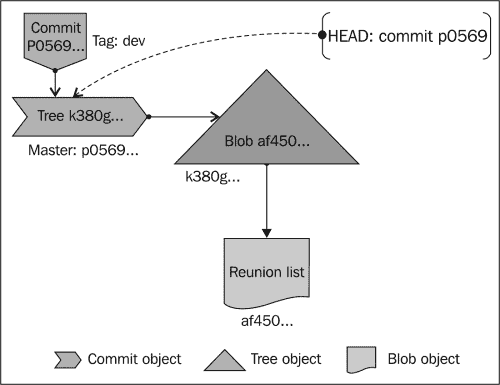 Commit
P0569...
Tag: dev
HEAD: commit p0569
Tree k380g...
Master: p0569...
Blob af450...
k380g...
Reunion list
af450...
Commit object
Tree object
Blob object